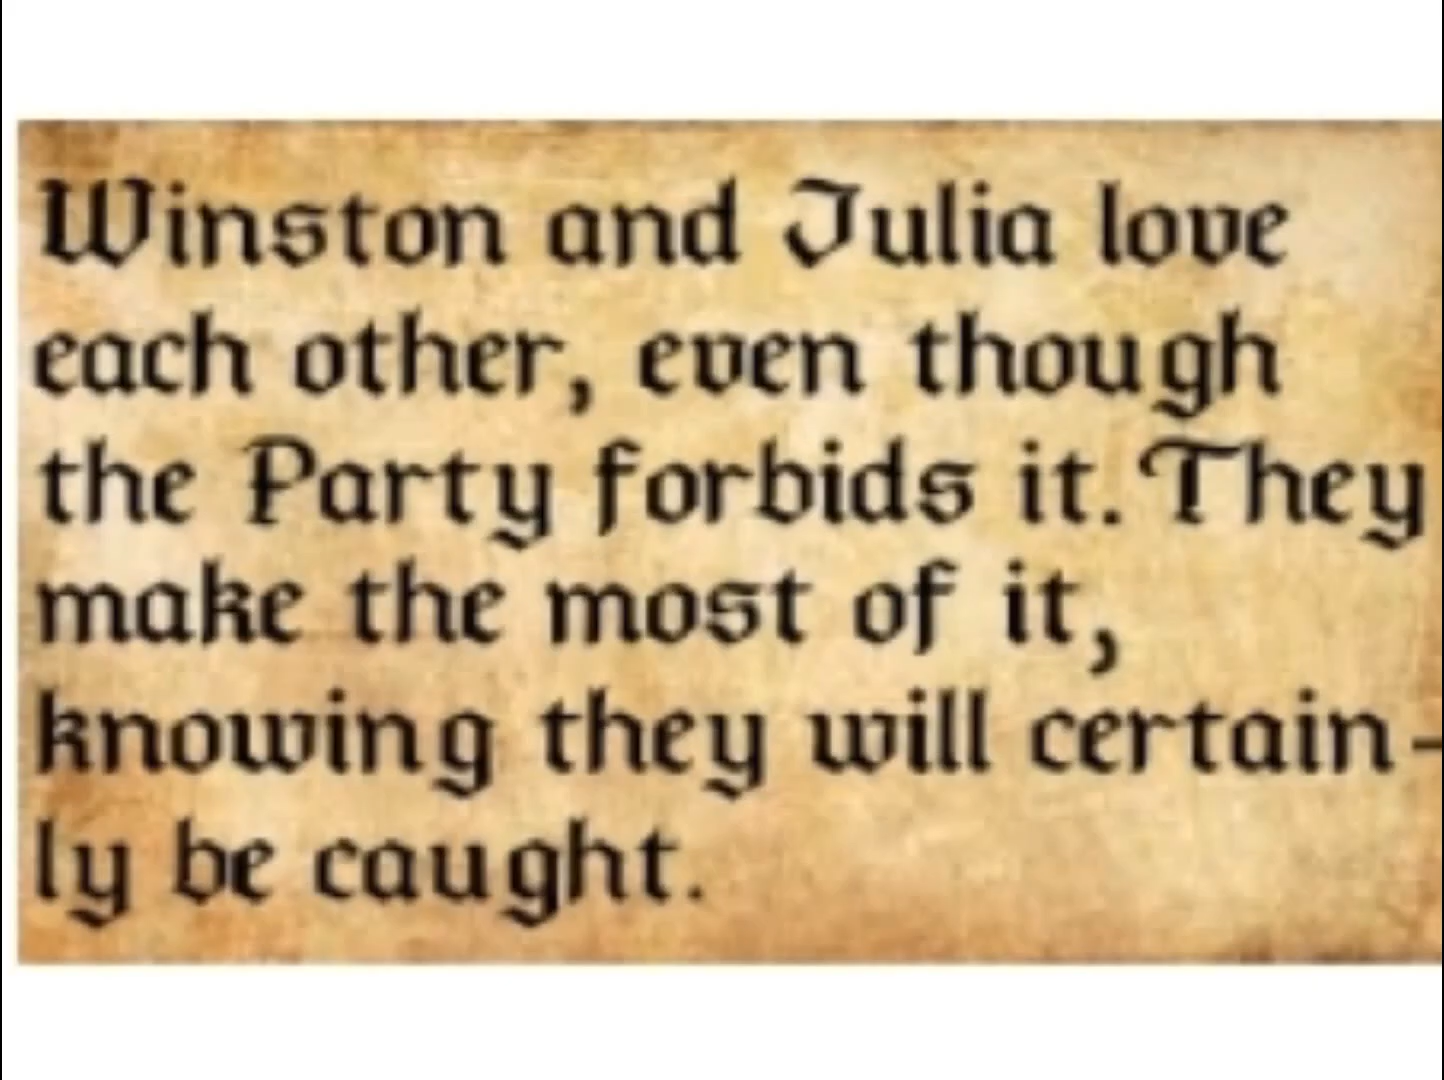 Winston and Julia love
each other, even though
the Party forbids it. They
make the most of it,
knowing they will certain-
ly be caught.